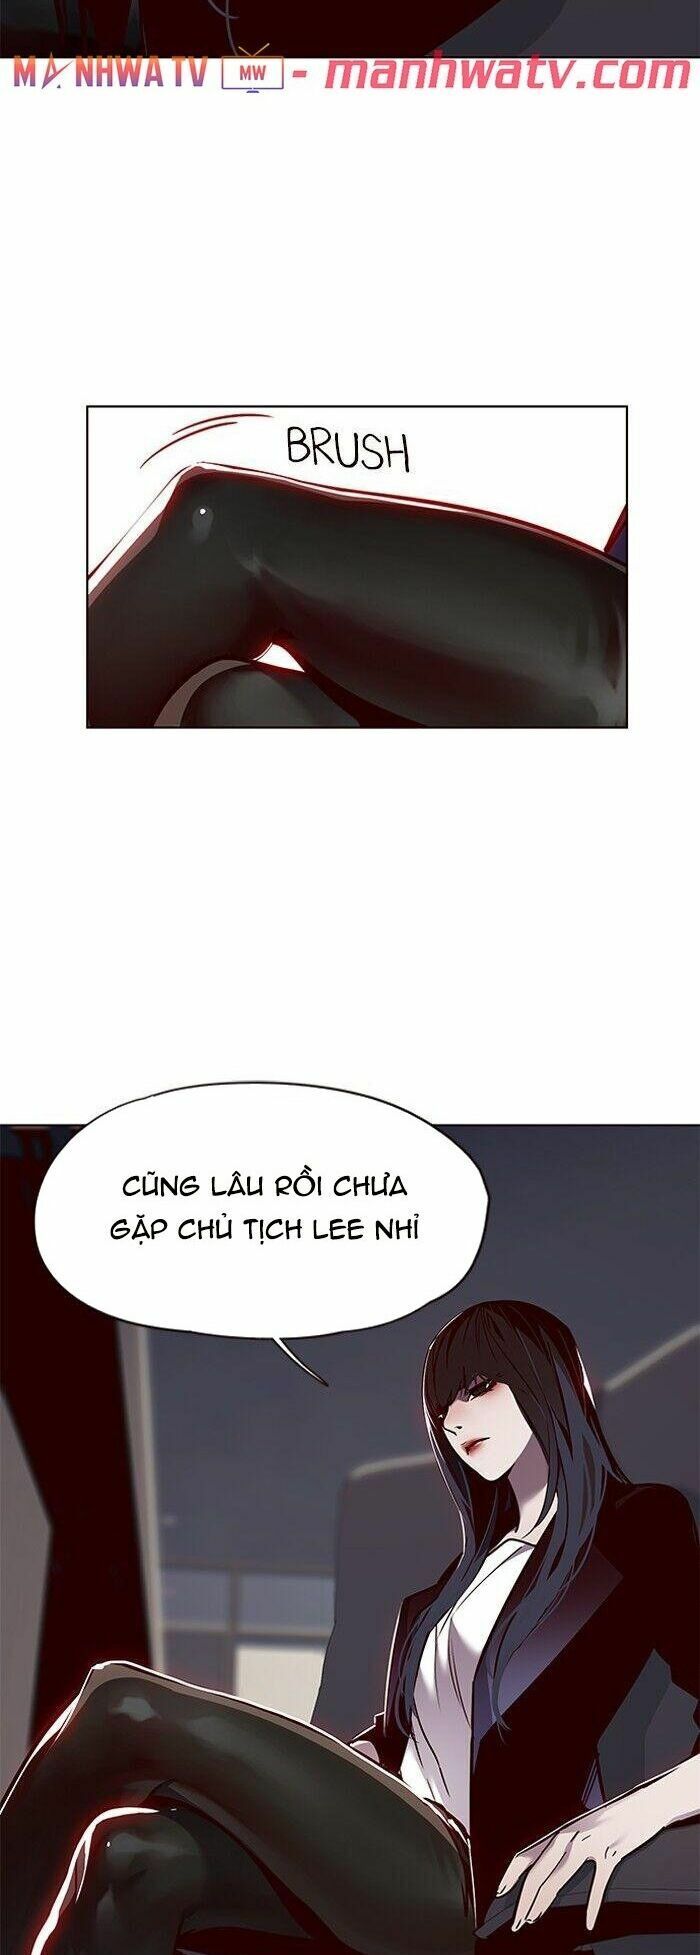 MANHWA TV MW - manhwatv.com
BRUSH
CŨNG LÂU RỒI CHƯA
GẶP CHỦ TỊCH LEE NHỈ